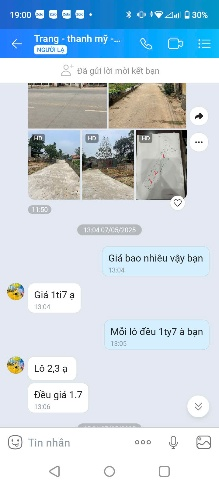 19:00
30%
Trang - thanh mỹ -...
NGƯỜI LẠ
Đã gửi lời mời kết bạn
HD
HD
HD
11:50
13:04 07/05/2025
Giá bao nhiêu vậy bạn
13:04
Giá 1ti7 ạ
13:04
Mỗi lô đều 1ty7 à bạn
13:05
Lô 2,3 ạ
Đều giá 1.7
13:06
Tin nhắn